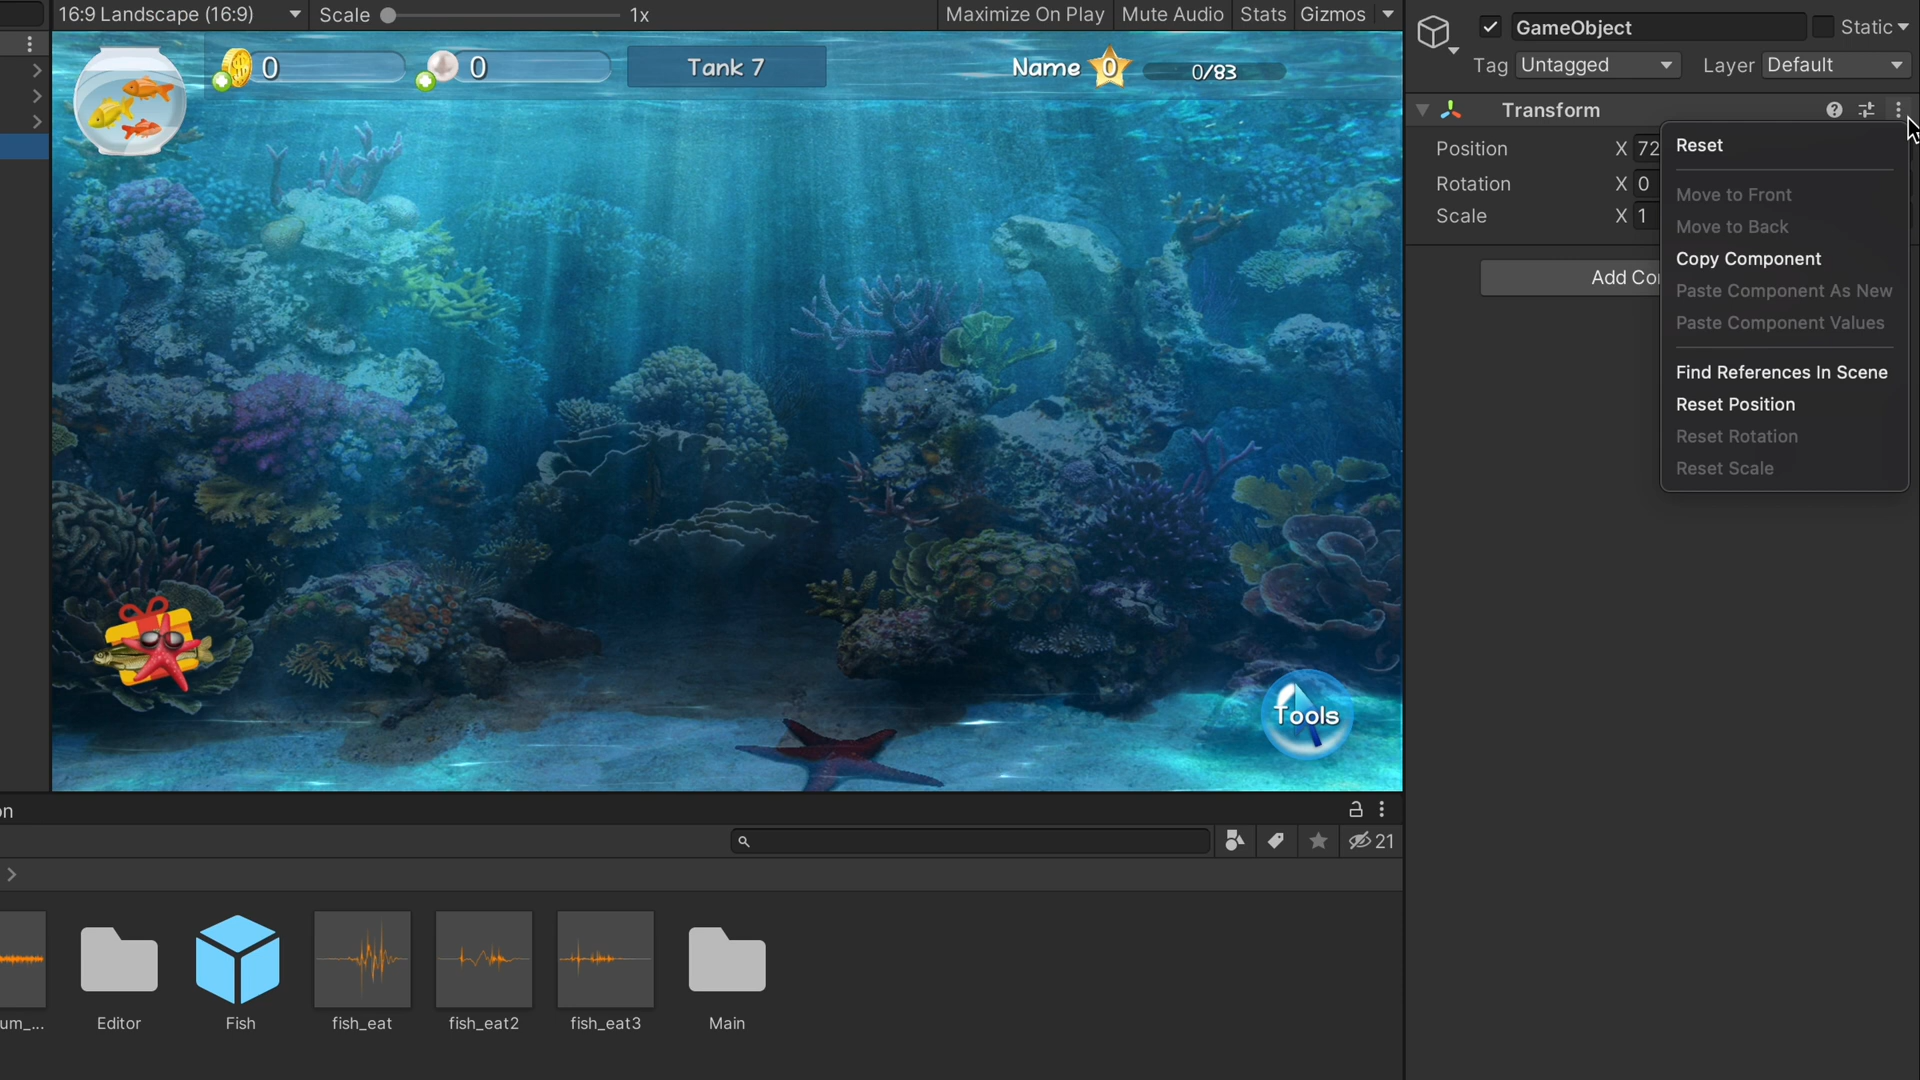 16:9 Landscape (16:9) Scale 1x Maximize On Play Mute Audio Stats Gizmos
0 0 Tank 7 Name 0 0/83
Tools
GameObject Static
Tag Untagged Layer Default
Transform
Position X 72
Rotation X 0
Scale X 1
Add Co
Reset
Move to Front
Move to Back
Copy Component
Paste Component As New
Paste Component Values
Find References In Scene
Reset Position
Reset Rotation
Reset Scale
on
21
um_... Editor Fish fish_eat fish_eat2 fish_eat3 Main